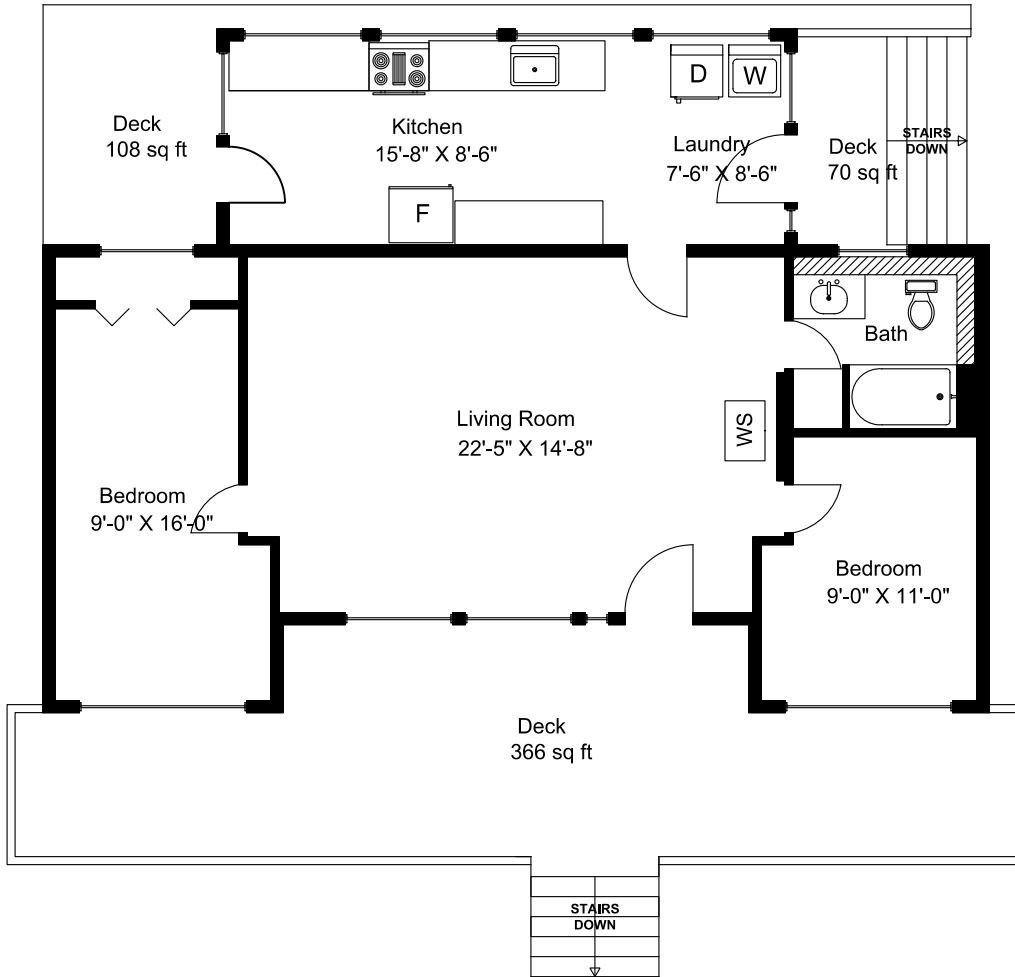 Deck
108 sq ft
Kitchen
15'-8" X 8'-6"
D
W
Laundry
7'-6" X 8'-6"
Deck
70 sq ft
STAIRS
DOWN
F
Bath
Living Room
22'-5" X 14'-8"
WS
Bedroom
9'-0" X 16'-0"
Bedroom
9'-0" X 11'-0"
Deck
366 sq ft
STAIRS
DOWN